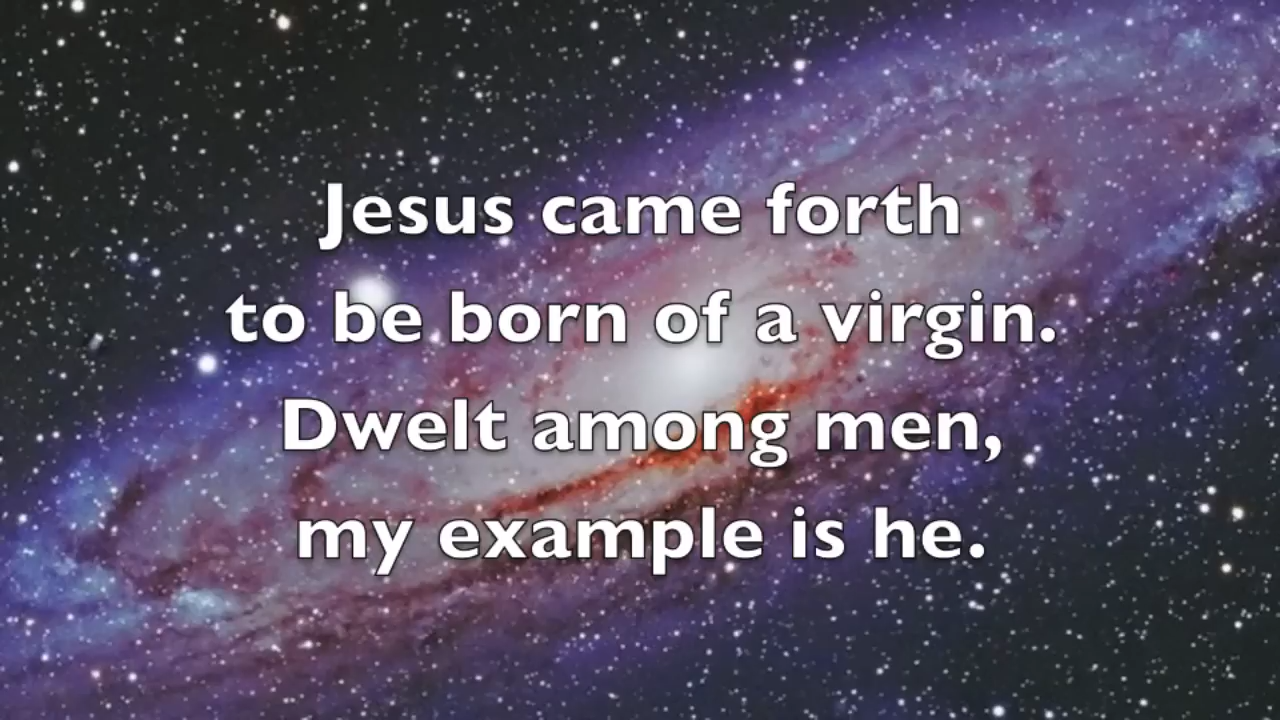 Jesus came forth
to be born of a virgin.
Dwelt among men,
my example is he.